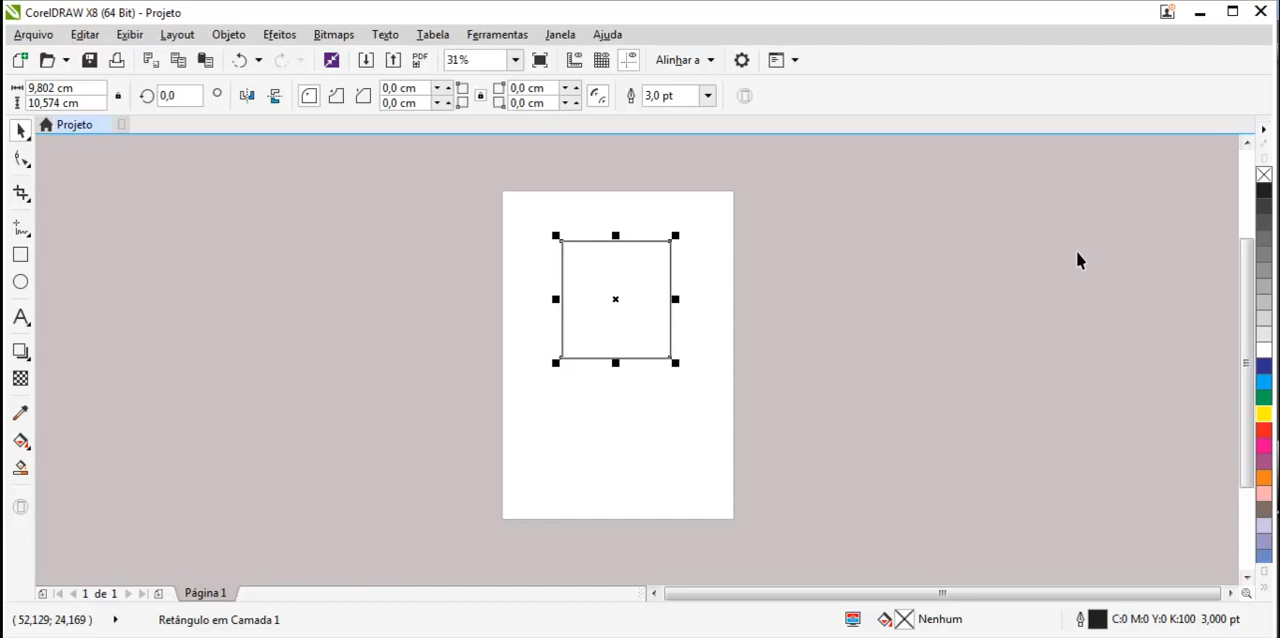 CorelDRAW X8 (64 Bit) - Projeto
Arquivo Editar Exibir Layout Objeto Efeitos Bitmaps Texto Tabela Ferramentas Janela Ajuda
PDF 31% Alinhar a
9,802 cm 0,0 0,0 cm 0,0 cm 3,0 pt
10,574 cm 0,0 cm 0,0 cm
Projeto
1 de 1 Página 1
( 52,129; 24,169 ) Retângulo em Camada 1 Nenhum C:0 M:0 Y:0 K:100 3,000 pt